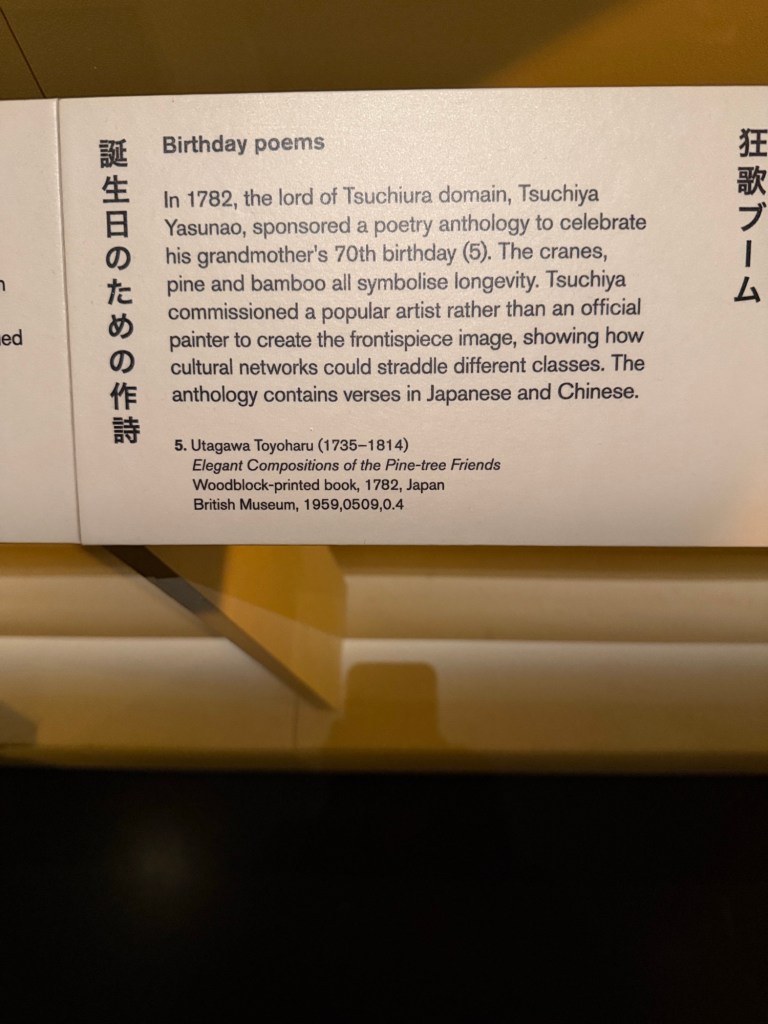 誕生日のための作詩
Birthday poems
In 1782, the lord of Tsuchiura domain, Tsuchiya
Yasunao, sponsored a poetry anthology to celebrate
his grandmother's 70th birthday (5). The cranes,
pine and bamboo all symbolise longevity. Tsuchiya
commissioned a popular artist rather than an official
painter to create the frontispiece image, showing how
cultural networks could straddle different classes. The
anthology contains verses in Japanese and Chinese.
5. Utagawa Toyoharu (1735–1814)
Elegant Compositions of the Pine-tree Friends
Woodblock-printed book, 1782, Japan
British Museum, 1959,0509,0.4
狂歌ブーム